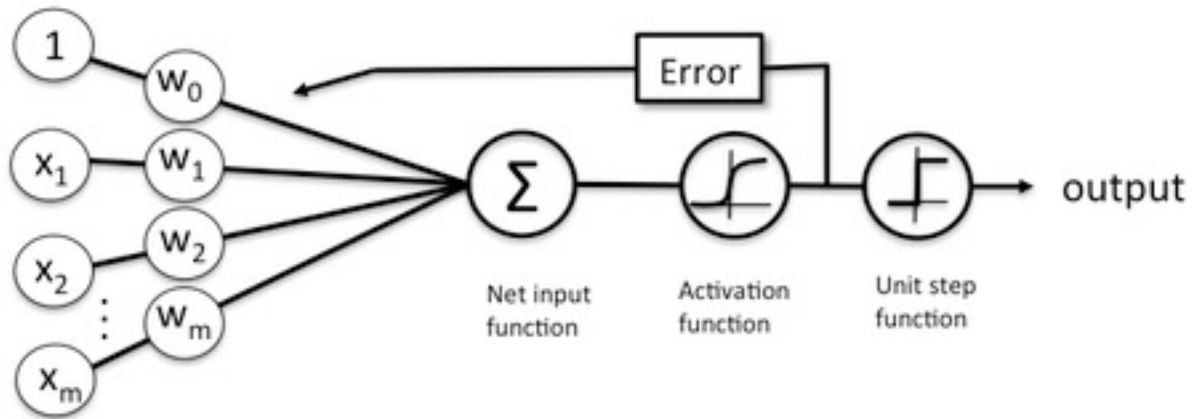 1
w₀
Error
x₁
w₁
Σ
output
x₂
w₂
⋮
wₘ
xₘ
Net input
function
Activation
function
Unit step
function